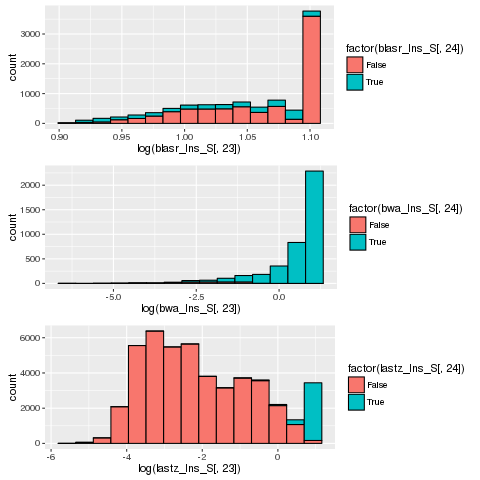 3000
2000
1000
0
count
0.90 0.95 1.00 1.05 1.10
log(blasr_Ins_S[, 23])
factor(blasr_Ins_S[, 24])
False
True
2000
1500
1000
500
0
count
-5.0 -2.5 0.0
log(bwa_Ins_S[, 23])
factor(bwa_Ins_S[, 24])
False
True
6000
4000
2000
0
count
-6 -4 -2 0
log(lastz_Ins_S[, 23])
factor(lastz_Ins_S[, 24])
False
True